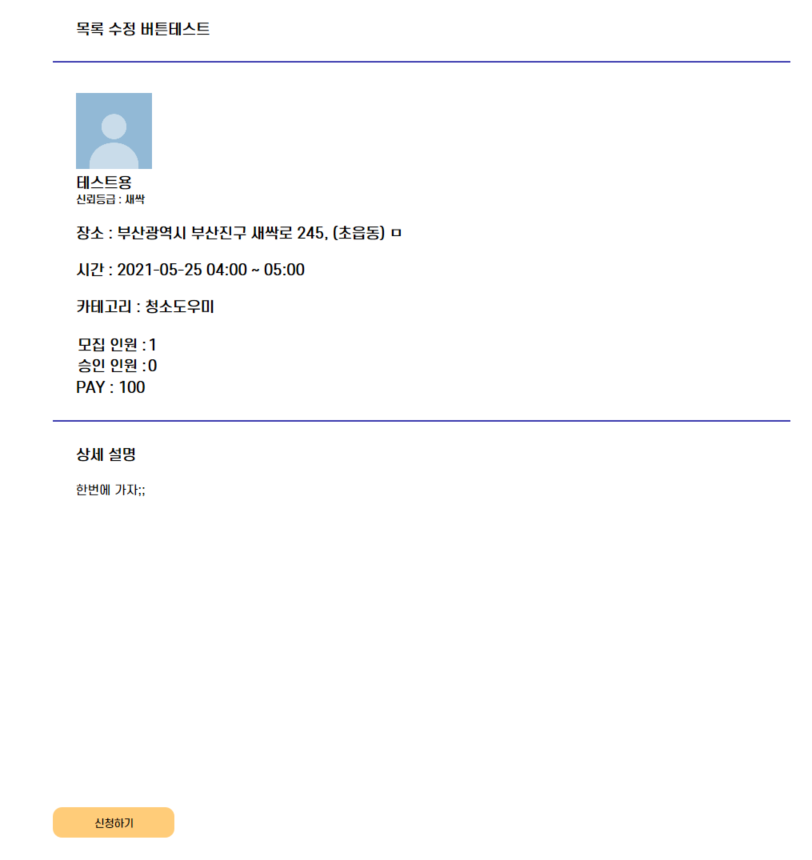 목록 수정 버튼테스트
테스트용
신뢰등급 : 새싹
장소 : 부산광역시 부산진구 새싹로 245, (초읍동) ㅁ
시간 : 2021-05-25 04:00 ~ 05:00
카테고리 : 청소도우미
모집 인원 : 1
승인 인원 : 0
PAY : 100
상세 설명
한번에 가자;;
신청하기